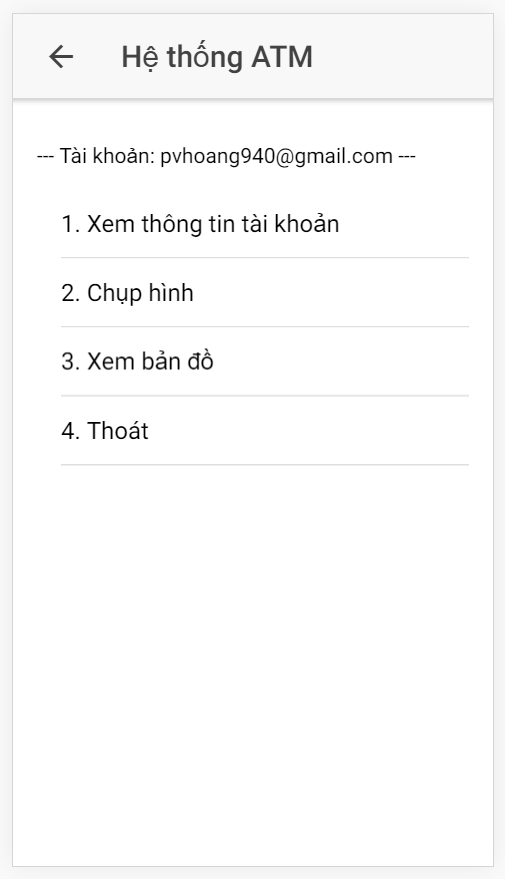 Hệ thống ATM
--- Tài khoản: pvhoang940@gmail.com ---
1. Xem thông tin tài khoản
2. Chụp hình
3. Xem bản đồ
4. Thoát